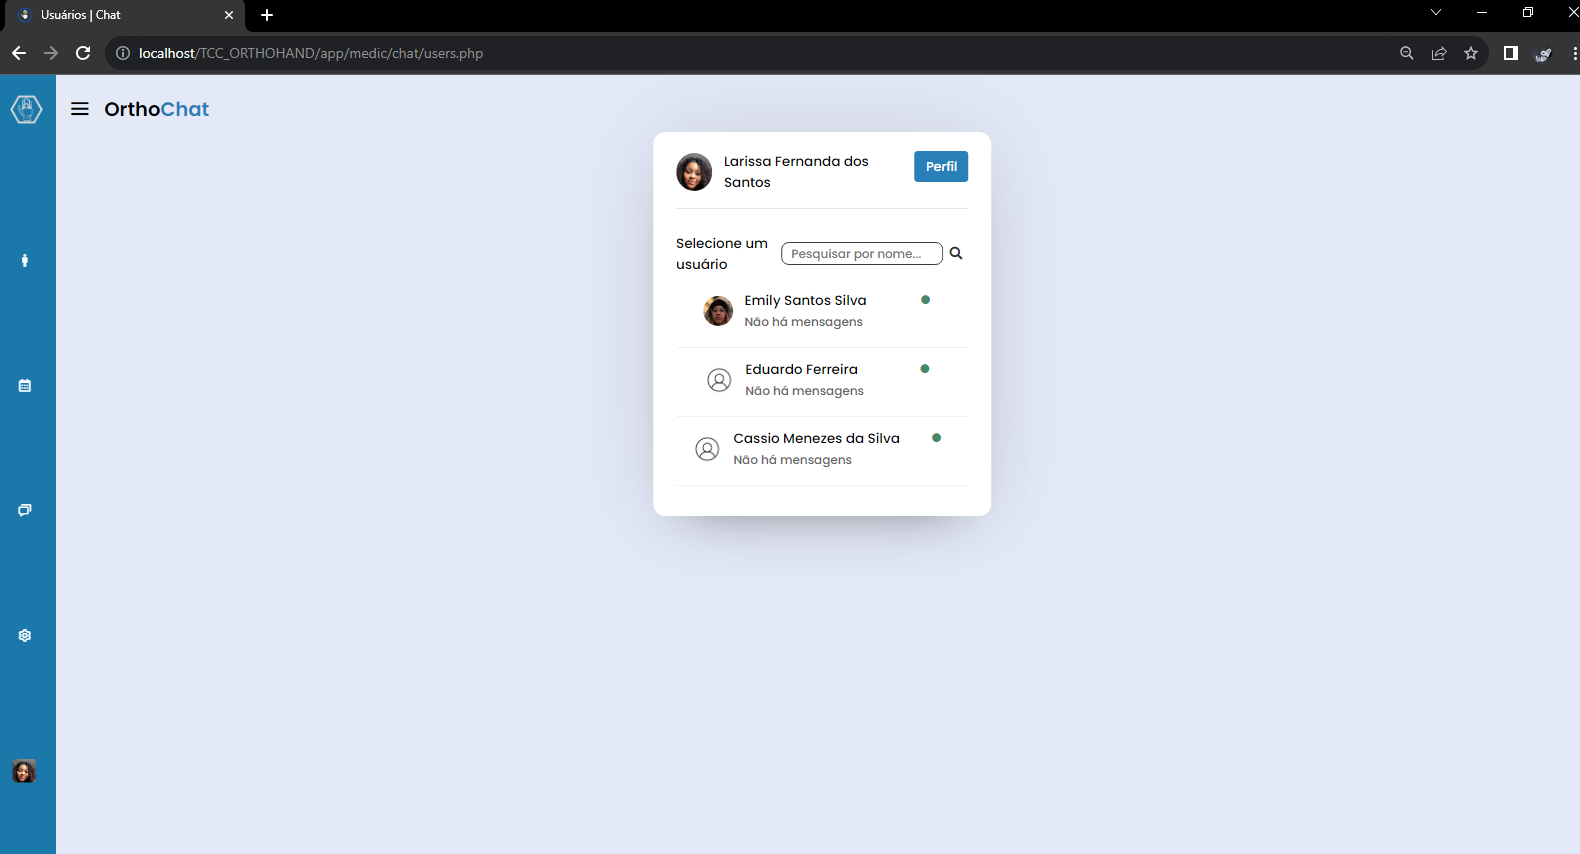 Usuários | Chat
localhost/TCC_ORTHOHAND/app/medic/chat/users.php
OrthoChat
Larissa Fernanda dos
Santos
Perfil
Selecione um
usuário
Pesquisar por nome...
Emily Santos Silva
Não há mensagens
Eduardo Ferreira
Não há mensagens
Cassio Menezes da Silva
Não há mensagens